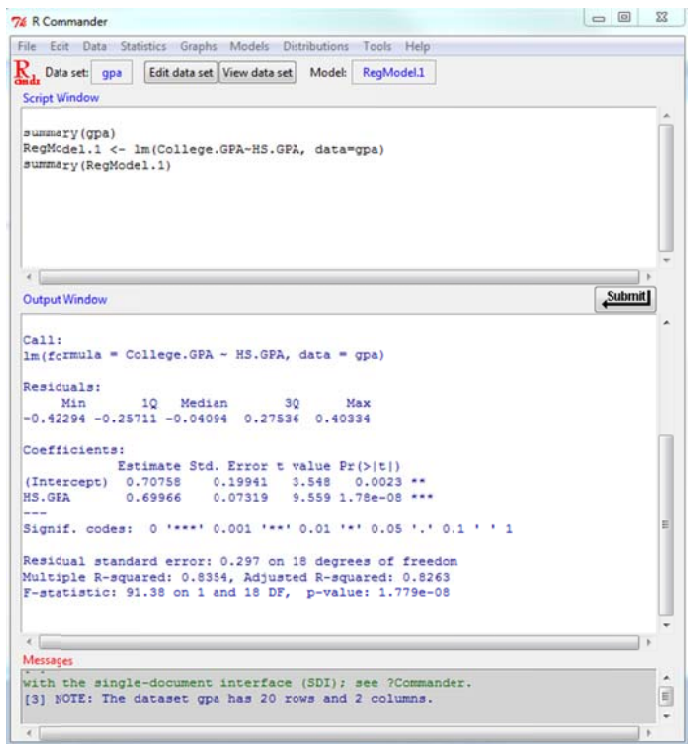 R Commander
File Edit Data Statistics Graphs Models Distributions Tools Help
Rcmdr Data set: gpa Edit data set View data set Model: RegModel.1
Script Window
summary(gpa)
RegModel.1 <- lm(College.GPA~HS.GPA, data=gpa)
summary(RegModel.1)
Output Window
Submit
Call:
lm(formula = College.GPA ~ HS.GPA, data = gpa)
Residuals:
Min 1Q Median 3Q Max
-0.42294 -0.25711 -0.04094 0.27536 0.40334
Coefficients:
Estimate Std. Error t value Pr(>|t|)
(Intercept) 0.70758 0.19941 3.548 0.0023 **
HS.GPA 0.69966 0.07319 9.559 1.78e-08 ***
---
Signif. codes: 0 '***' 0.001 '**' 0.01 '*' 0.05 '.' 0.1 ' ' 1
Residual standard error: 0.297 on 18 degrees of freedom
Multiple R-squared: 0.8354, Adjusted R-squared: 0.8263
F-statistic: 91.38 on 1 and 18 DF, p-value: 1.779e-08
Messages
with the single-document interface (SDI); see ?Commander.
[3] NOTE: The dataset gpa has 20 rows and 2 columns.